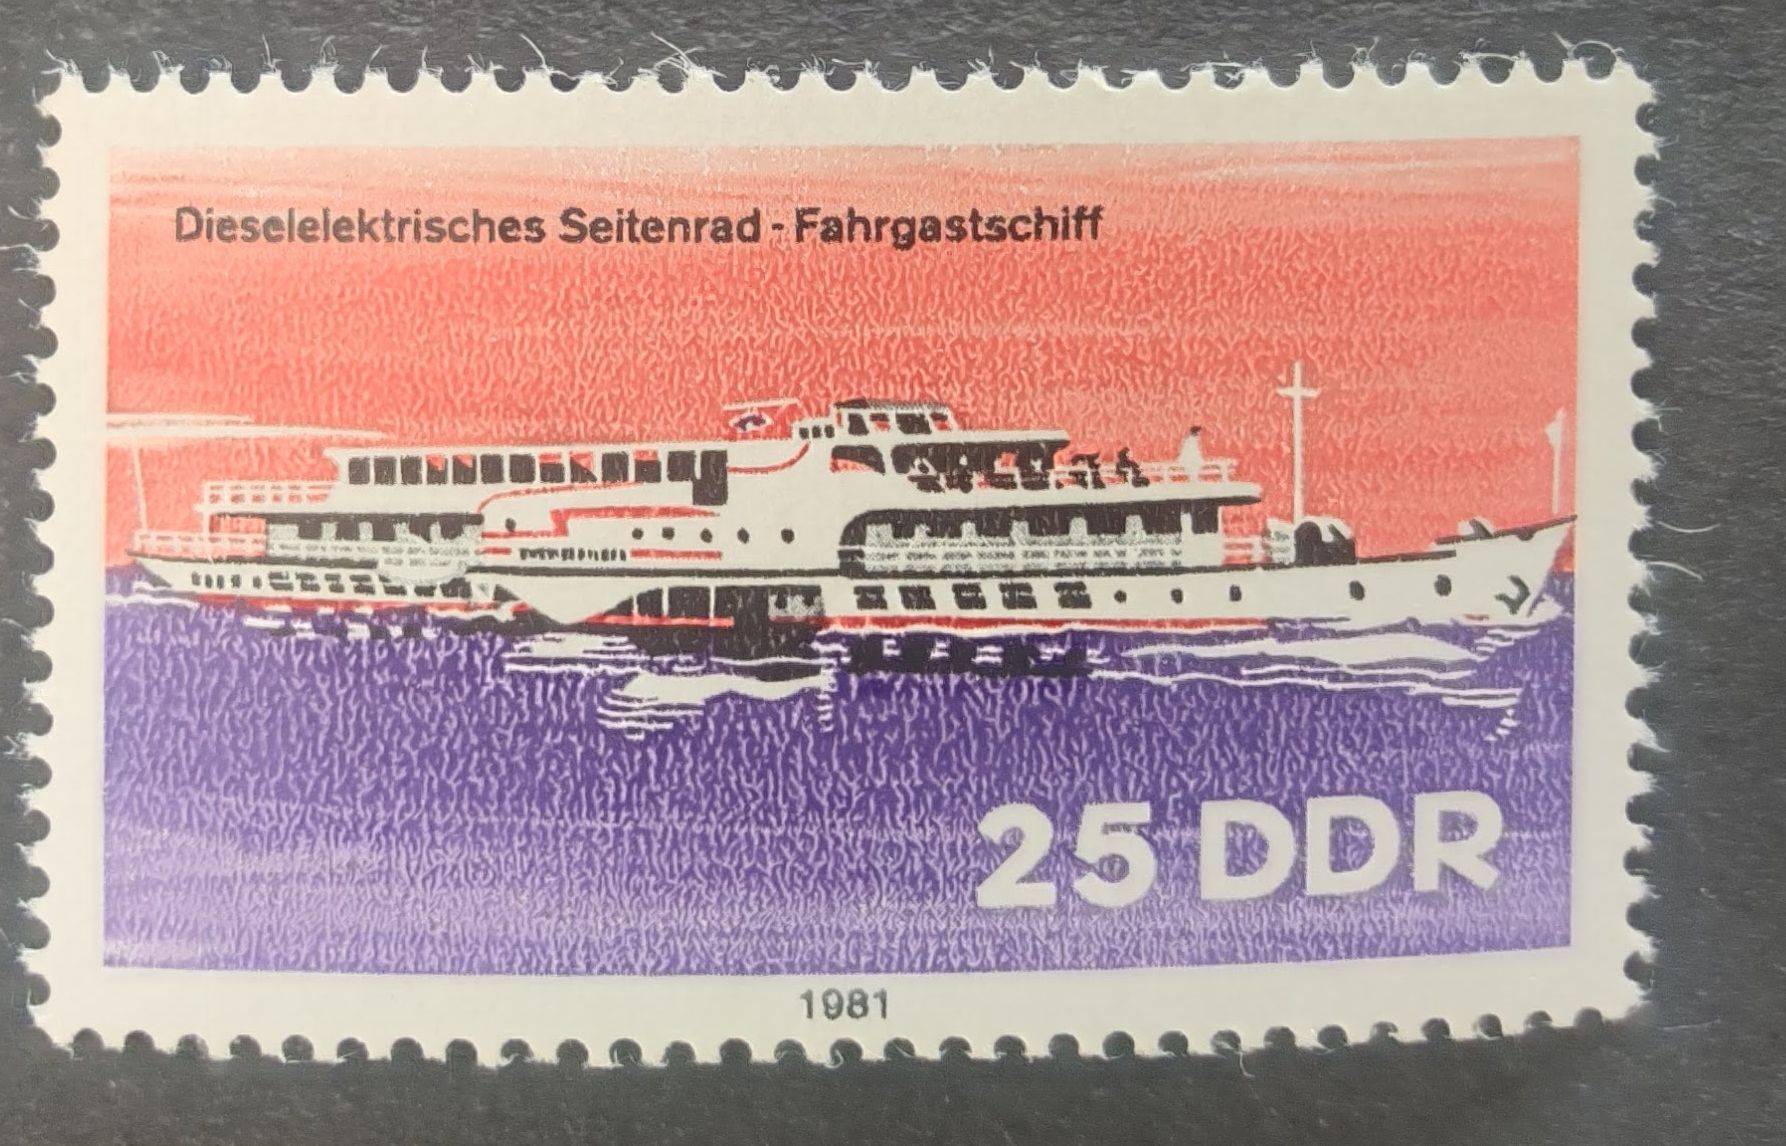 Dieselelektrisches Seitenrad - Fahrgastschiff
25 DDR
1981